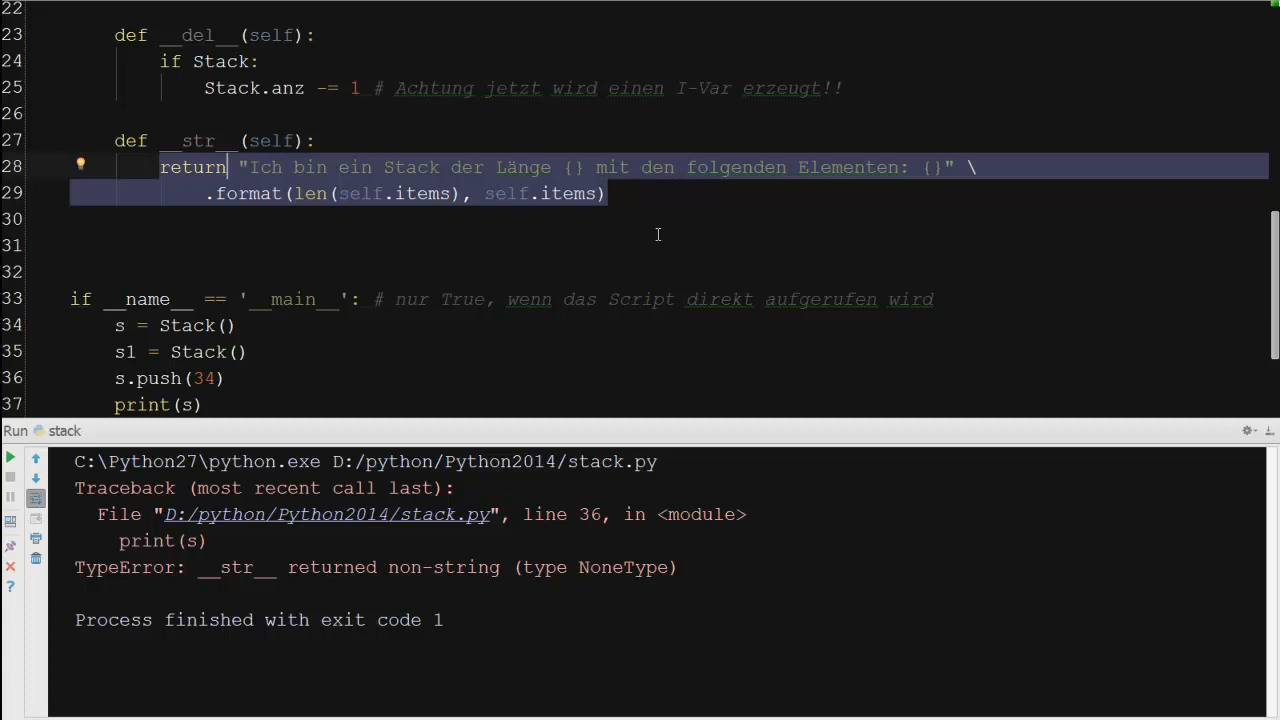 22
23 def __del__(self):
24 if Stack:
25 Stack.anz -= 1 # Achtung jetzt wird einen I-Var erzeugt!!
26
27 def __str__(self):
28 return "Ich bin ein Stack der Länge {} mit den folgenden Elementen: {}" \
29 .format(len(self.items), self.items)
30
31
32
33 if __name__ == '__main__': # nur True, wenn das Script direkt aufgerufen wird
34 s = Stack()
35 s1 = Stack()
36 s.push(34)
37 print(s)
Run stack
C:\Python27\python.exe D:/python/Python2014/stack.py
Traceback (most recent call last):
File "D:/python/Python2014/stack.py", line 36, in <module>
print(s)
TypeError: __str__ returned non-string (type NoneType)
Process finished with exit code 1